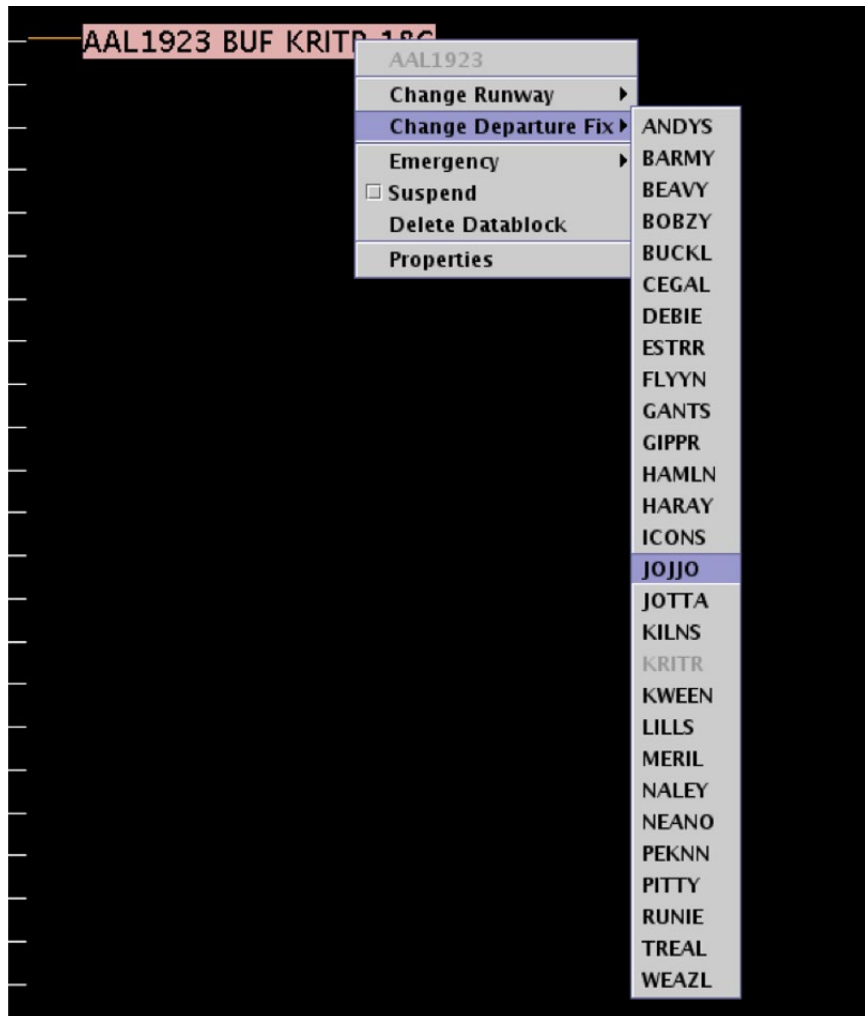 AAL1923 BUF KRITR 18C
AAL1923
Change Runway
Change Departure Fix
Emergency
Suspend
Delete Datablock
Properties
ANDYS
BARMY
BEAVY
BOBZY
BUCKL
CEGAL
DEBIE
ESTRR
FLYYN
GANTS
GIPPR
HAMLN
HARAY
ICONS
JOJJO
JOTTA
KILNS
KRITR
KWEEN
LILLS
MERIL
NALEY
NEANO
PEKNN
PITTY
RUNIE
TREAL
WEAZL